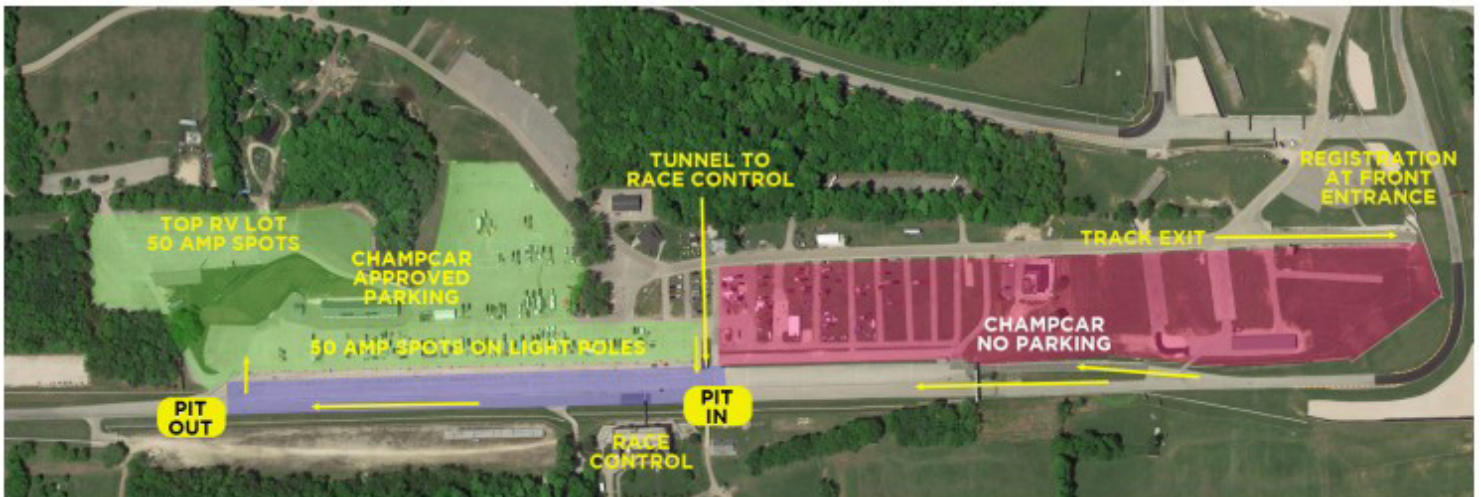 TUNNEL TO
RACE CONTROL
REGISTRATION
AT FRONT
ENTRANCE
TOP RV LOT
50 AMP SPOTS
TRACK EXIT
CHAMPCAR
APPROVED
PARKING
CHAMPCAR
NO PARKING
50 AMP SPOTS ON LIGHT POLES
PIT
OUT
PIT
IN
RACE
CONTROL